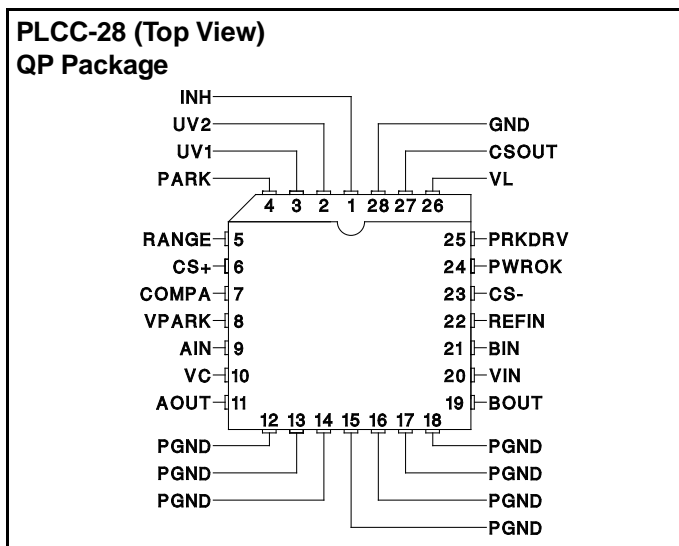 PLCC-28 (Top View)
QP Package
INH
UV2
UV1
PARK
GND
CSOUT
VL
4 3 2 1 28 27 26
RANGE 5
CS+ 6
COMPA 7
VPARK 8
AIN 9
VC 10
AOUT 11
25 PRKDRV
24 PWROK
23 CS-
22 REFIN
21 BIN
20 VIN
19 BOUT
12 13 14 15 16 17 18
PGND
PGND
PGND
PGND
PGND
PGND
PGND